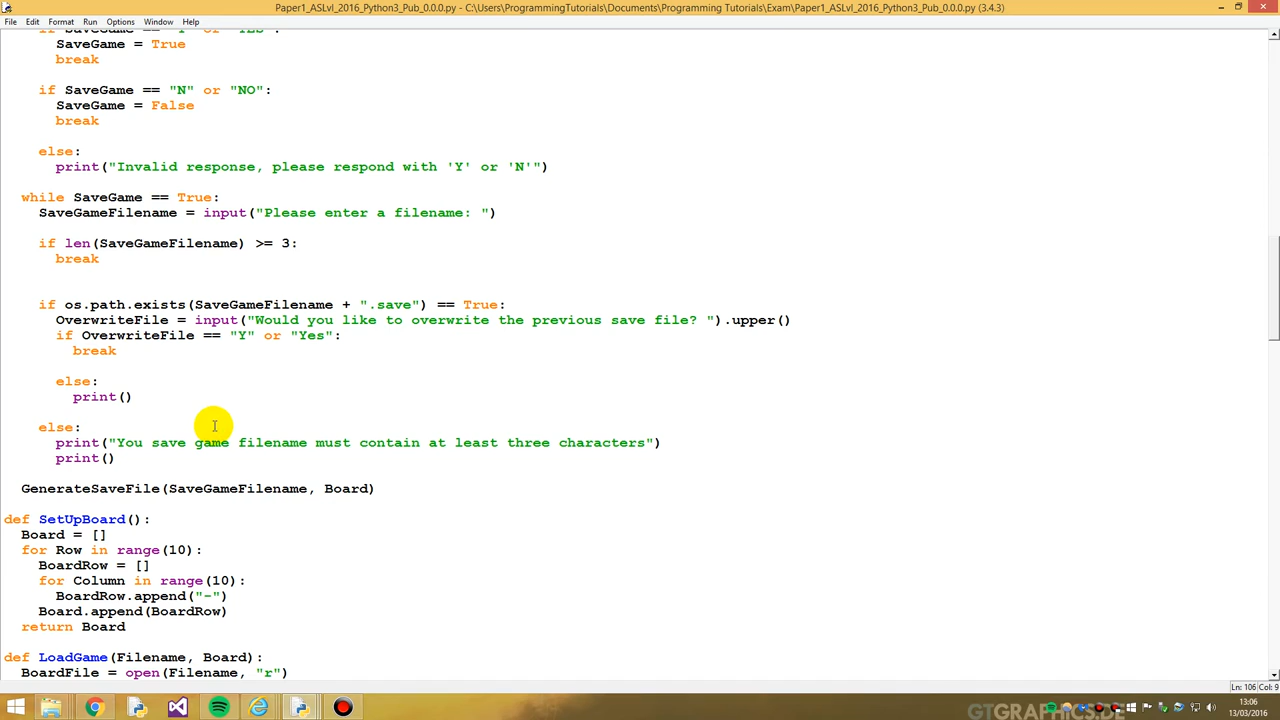 Paper1_ASLvl_2016_Python3_Pub_0.0.0.py - C:\Users\ProgrammingTutorials\Documents\Programming Tutorials\Exam\Paper1_ASLvl_2016_Python3_Pub_0.0.0.py (3.4.3)
File Edit Format Run Options Window Help
SaveGame = True
break
if SaveGame == "N" or "NO":
SaveGame = False
break
else:
print("Invalid response, please respond with 'Y' or 'N'")
while SaveGame == True:
SaveGameFilename = input("Please enter a filename: ")
if len(SaveGameFilename) >= 3:
break
if os.path.exists(SaveGameFilename + ".save") == True:
OverwriteFile = input("Would you like to overwrite the previous save file? ").upper()
if OverwriteFile == "Y" or "Yes":
break
else:
print()
else:
print("You save game filename must contain at least three characters")
print()
GenerateSaveFile(SaveGameFilename, Board)
def SetUpBoard():
Board = []
for Row in range(10):
BoardRow = []
for Column in range(10):
BoardRow.append("-")
Board.append(BoardRow)
return Board
def LoadGame(Filename, Board):
BoardFile = open(Filename, "r")
Ln: 106 Col: 9
13:06
13/03/2016